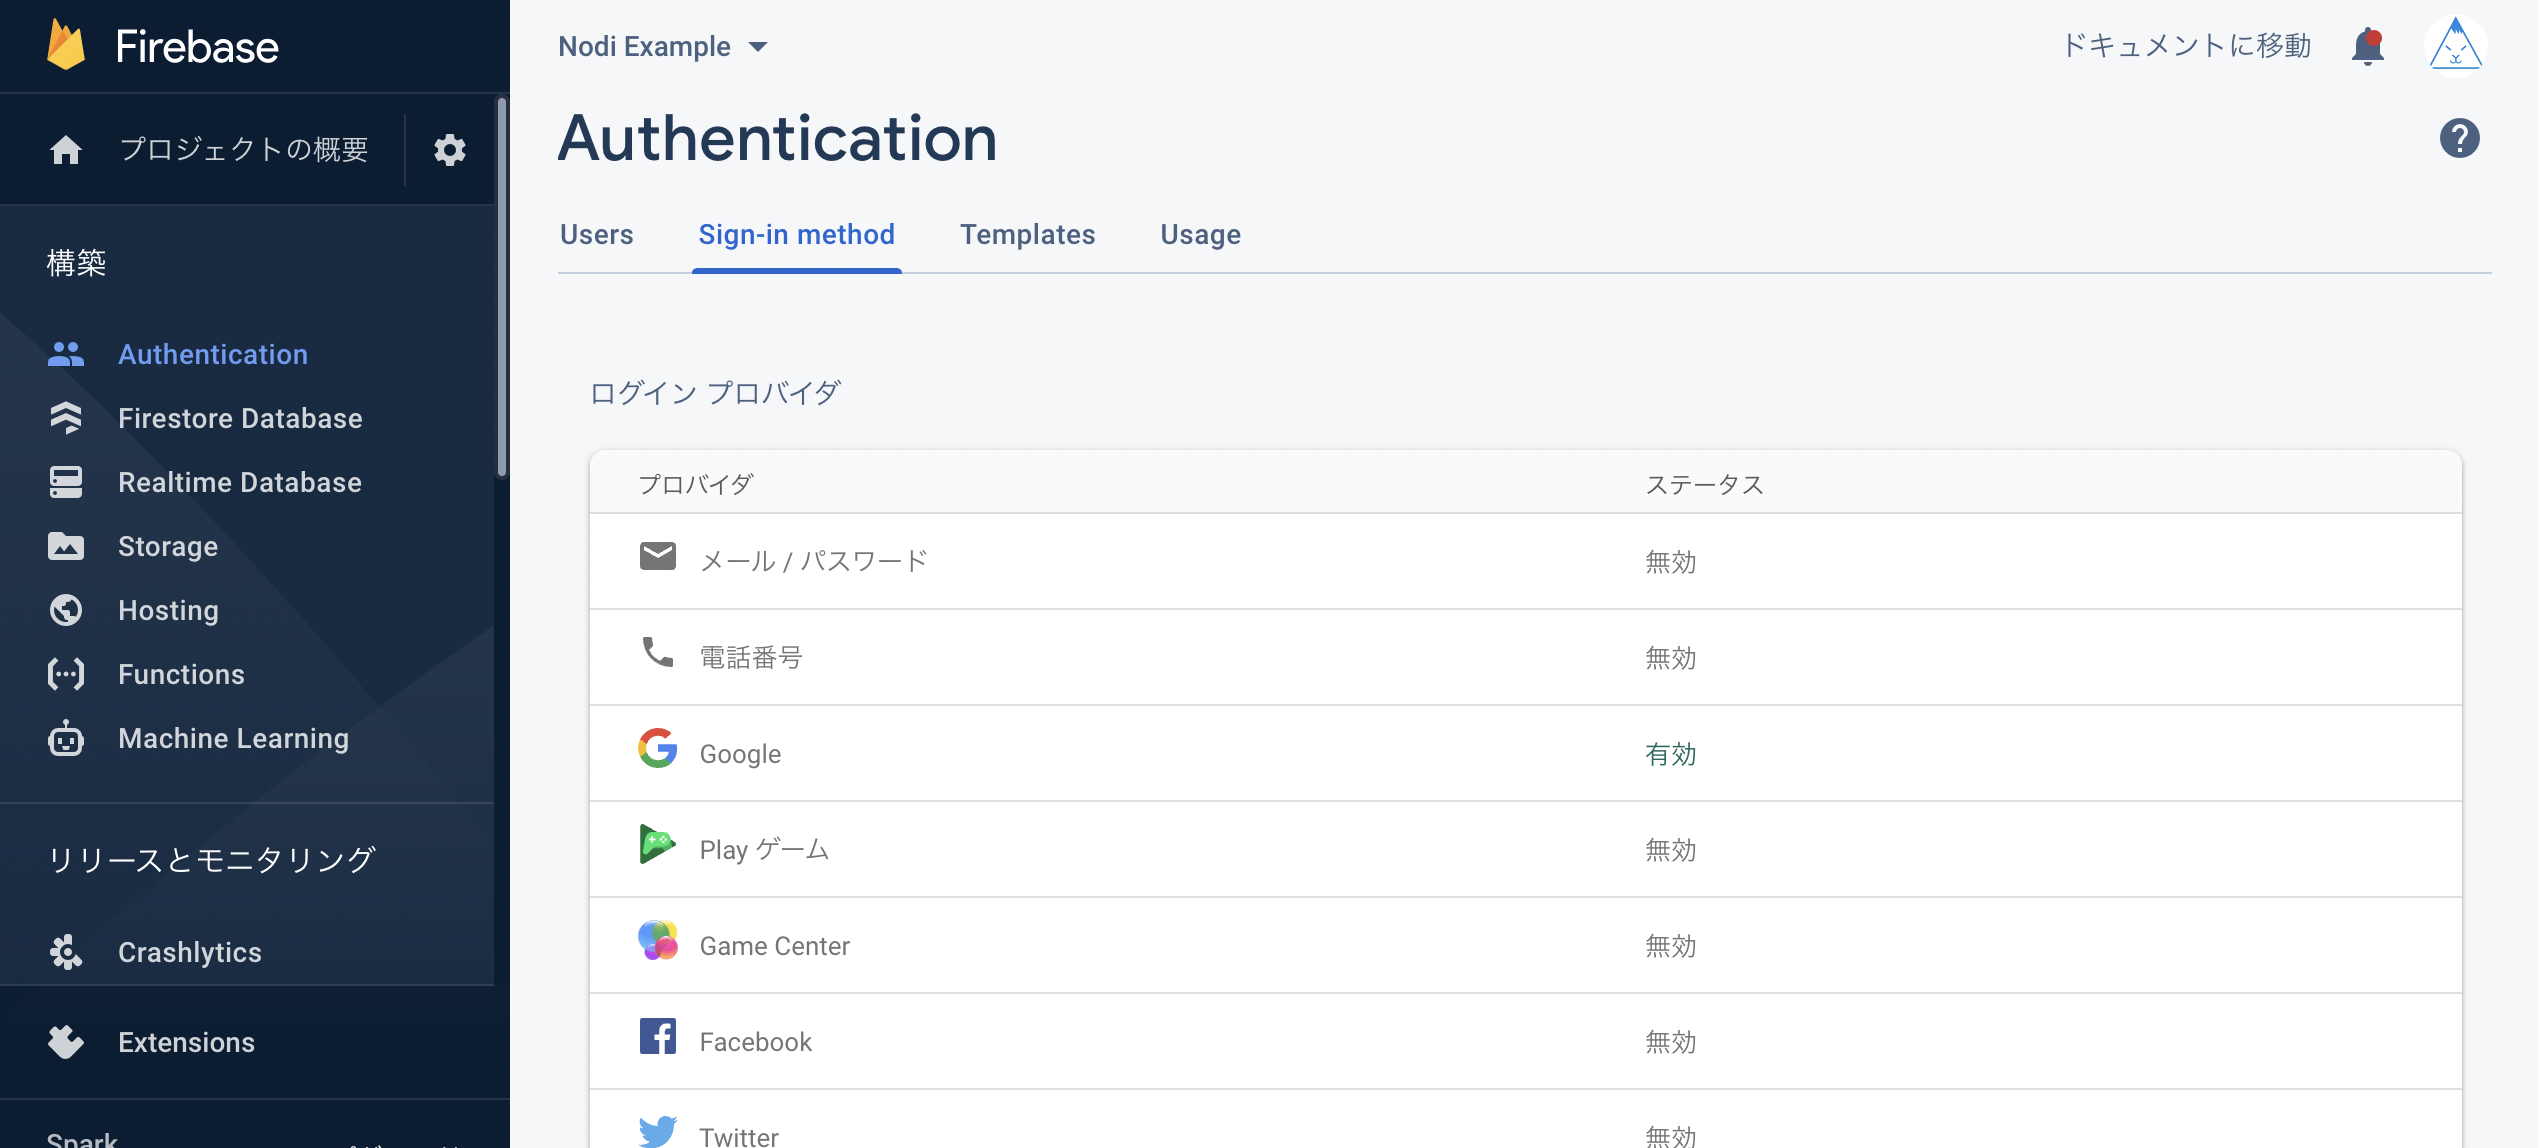 Firebase
プロジェクトの概要
構築
Authentication
Firestore Database
Realtime Database
Storage
Hosting
Functions
Machine Learning
リリースとモニタリング
Crashlytics
Extensions
Spark
Nodi Example
ドキュメントに移動
Authentication
Users
Sign-in method
Templates
Usage
ログイン プロバイダ
プロバイダ ステータス
メール / パスワード 無効
電話番号 無効
Google 有効
Play ゲーム 無効
Game Center 無効
Facebook 無効
Twitter 無効